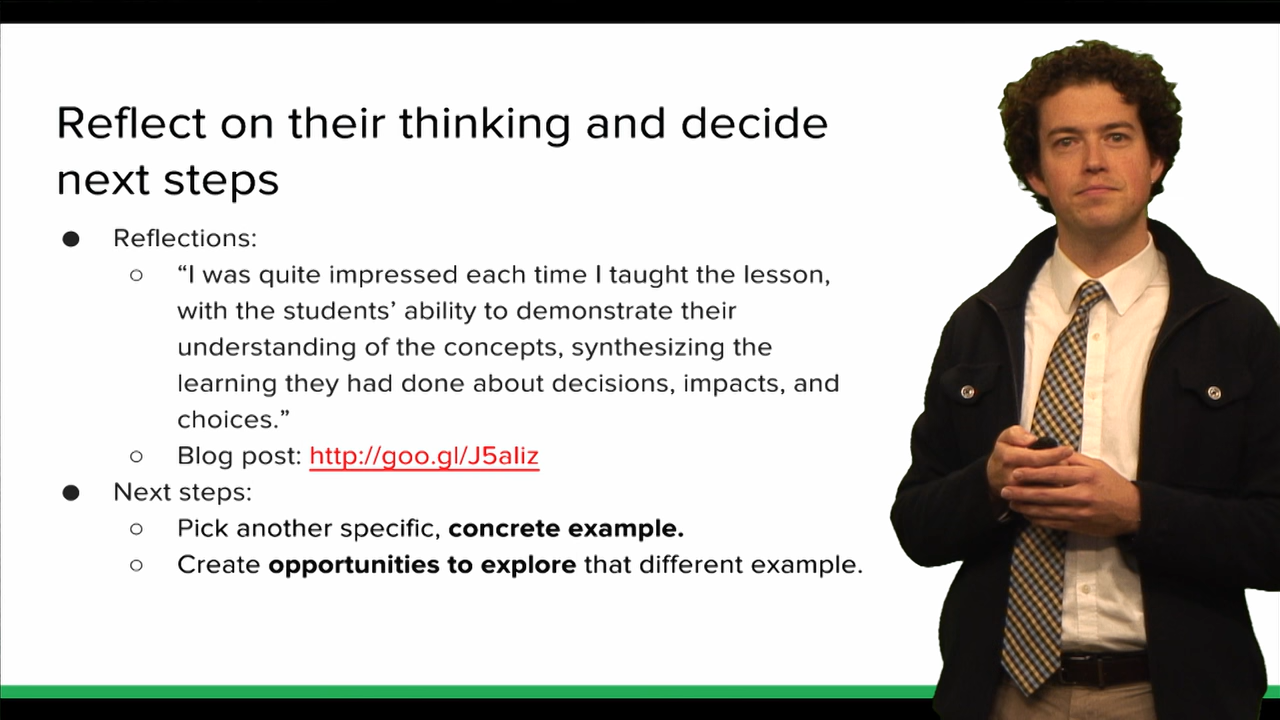 Reflect on their thinking and decide
next steps
● Reflections:
○ “I was quite impressed each time I taught the lesson,
with the students’ ability to demonstrate their
understanding of the concepts, synthesizing the
learning they had done about decisions, impacts, and
choices.”
○ Blog post: http://goo.gl/J5aliz
● Next steps:
○ Pick another specific, concrete example.
○ Create opportunities to explore that different example.